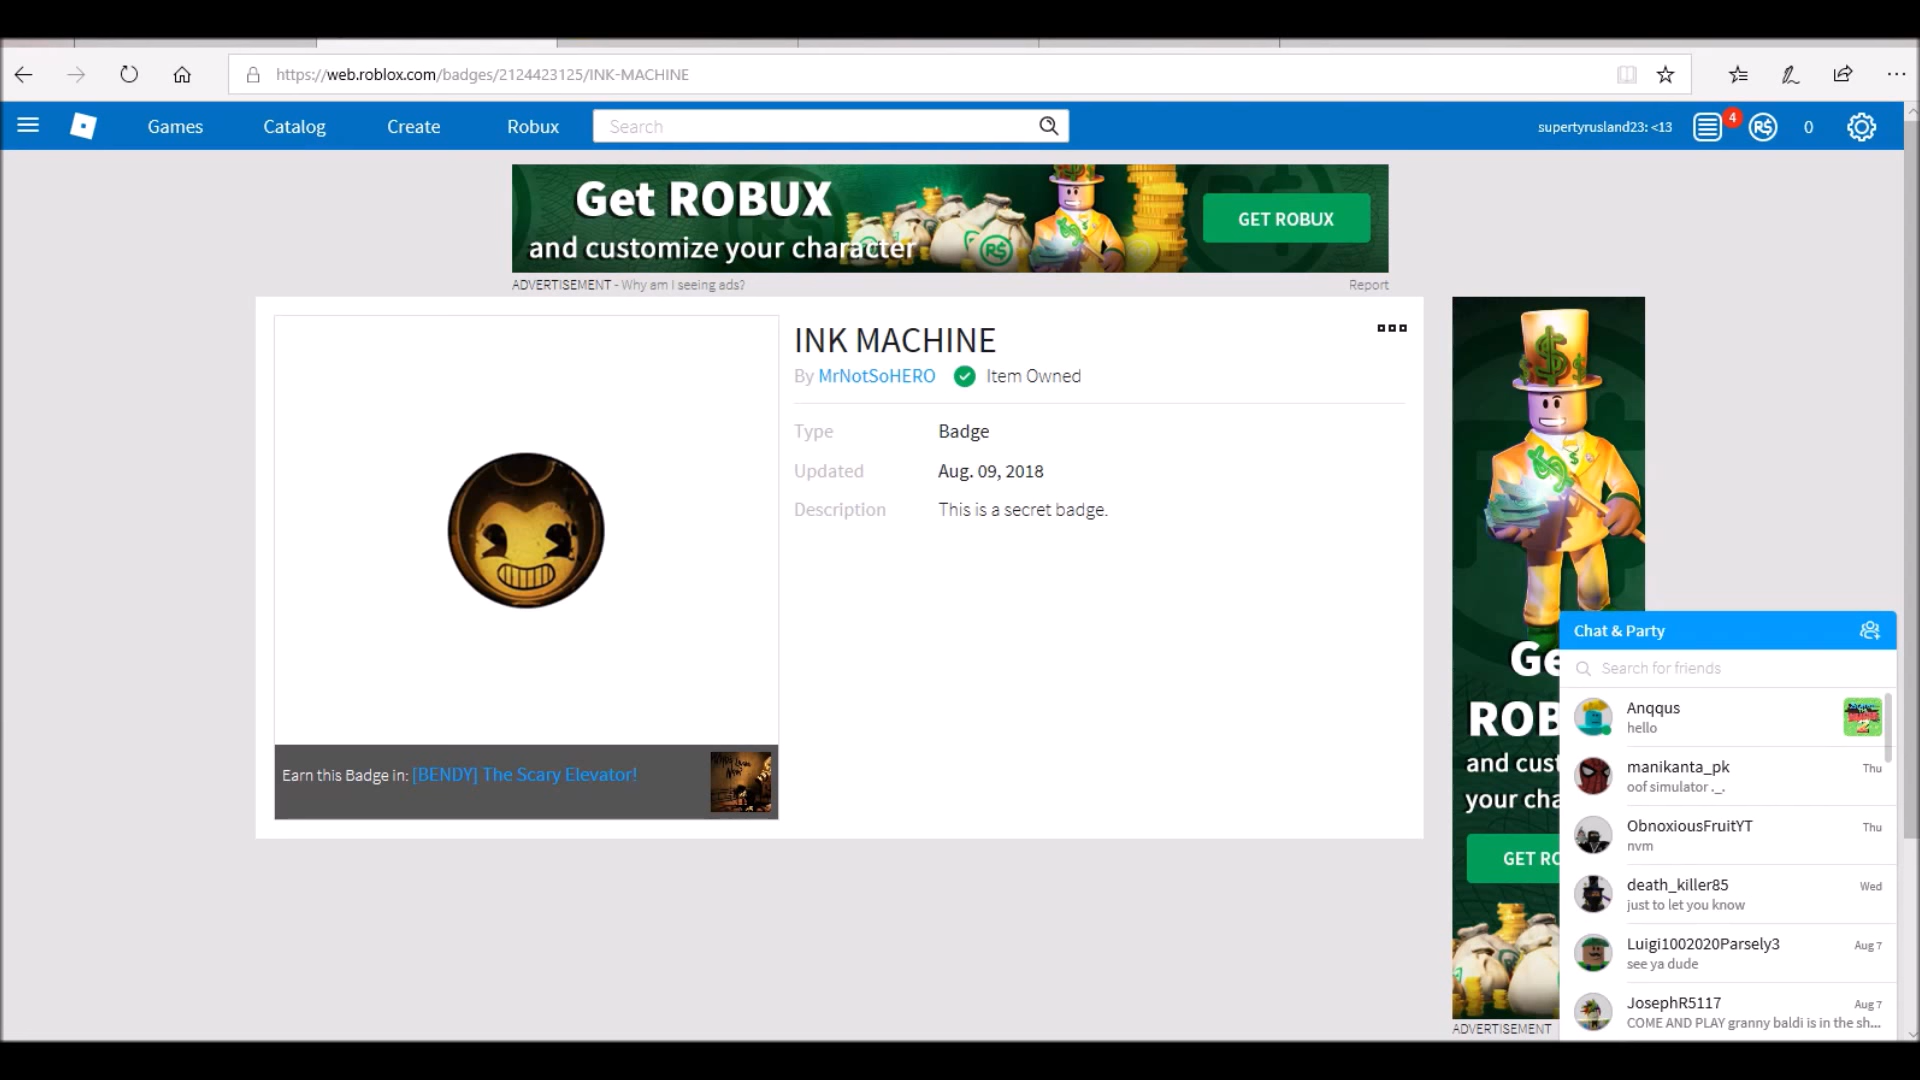 https://web.roblox.com/badges/2124423125/INK-MACHINE
Games Catalog Create Robux Search supertyrusland23: <13 4 R$ 0
Get ROBUX
and customize your character
GET ROBUX
ADVERTISEMENT - Why am I seeing ads? Report
INK MACHINE
By MrNotSoHERO Item Owned
Type Badge
Updated Aug. 09, 2018
Description This is a secret badge.
Earn this Badge in: [BENDY] The Scary Elevator!
Ge
ROB
and cust
your cha
GET RO
ADVERTISEMENT
Chat & Party
Search for friends
Anqqus
hello
manikanta_pk Thu
oof simulator ._.
ObnoxiousFruitYT Thu
nvm
death_killer85 Wed
just to let you know
Luigi1002020Parsely3 Aug 7
see ya dude
JosephR5117 Aug 7
COME AND PLAY granny baldi is in the sh...